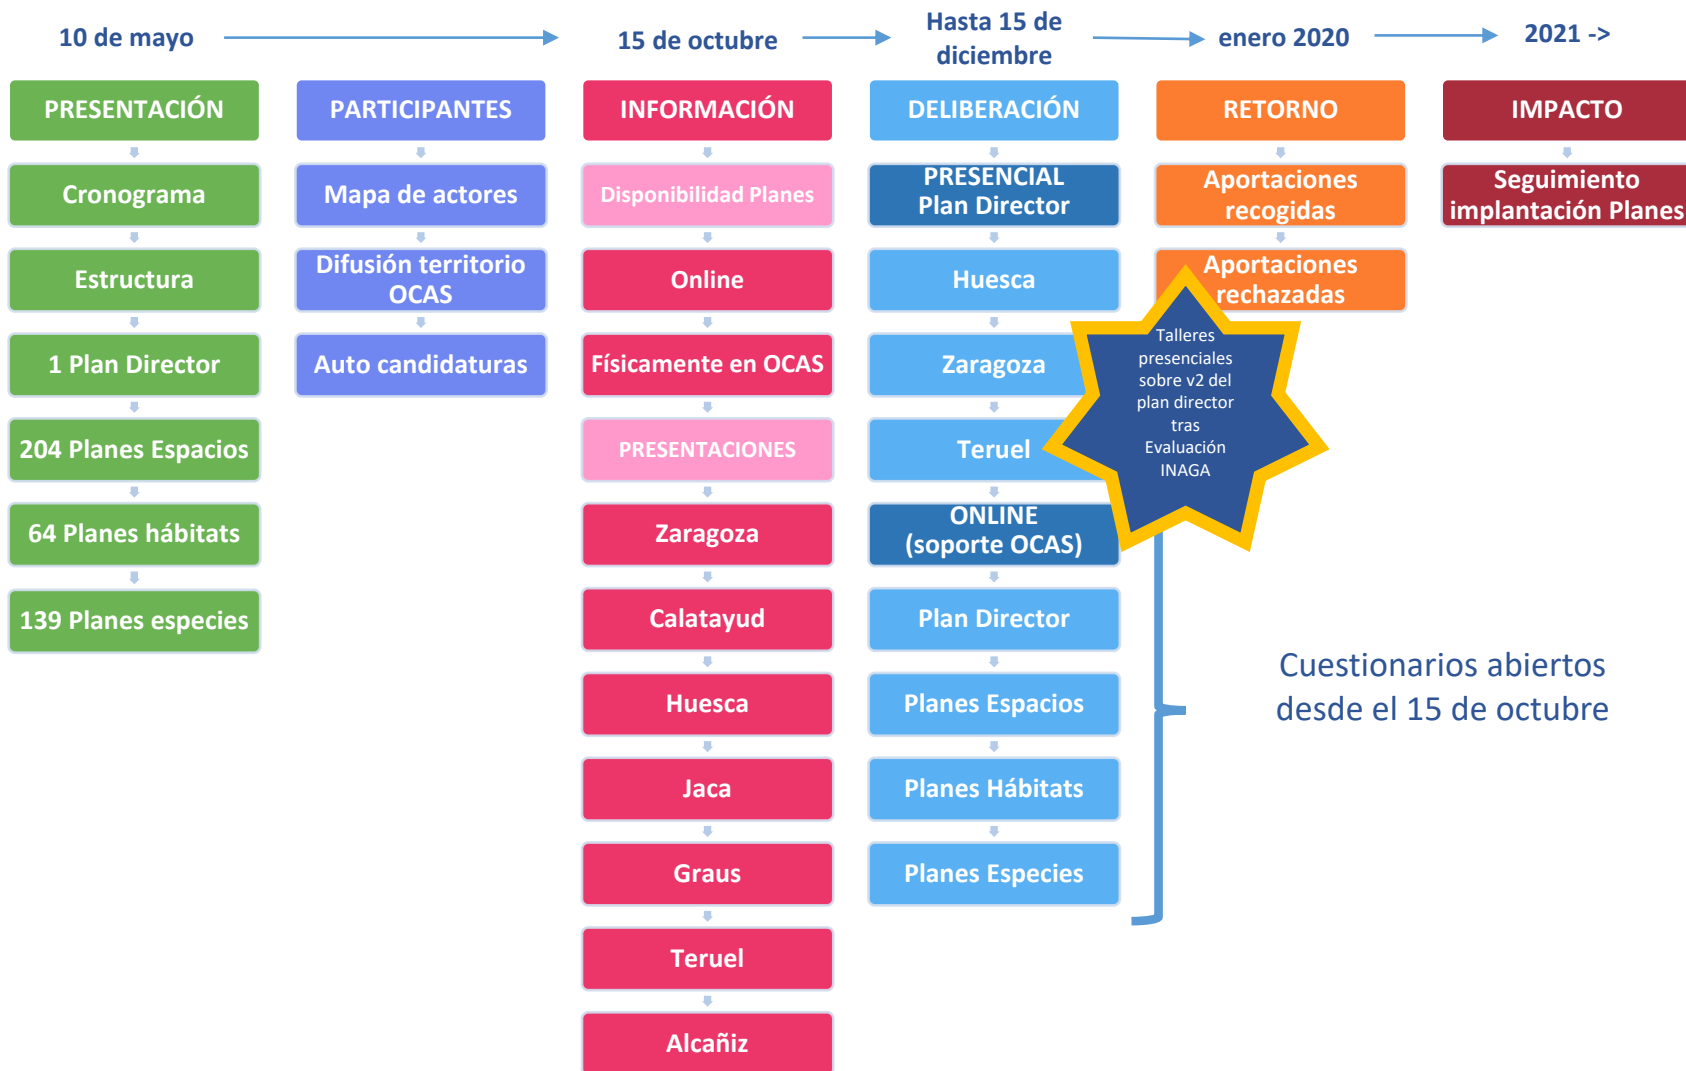 10 de mayo
15 de octubre
Hasta 15 de
diciembre
enero 2020
2021 ->
PRESENTACIÓN
Cronograma
Estructura
1 Plan Director
204 Planes Espacios
64 Planes hábitats
139 Planes especies
PARTICIPANTES
Mapa de actores
Difusión territorio
OCAS
Auto candidaturas
INFORMACIÓN
Disponibilidad Planes
Online
Físicamente en OCAS
PRESENTACIONES
Zaragoza
Calatayud
Huesca
Jaca
Graus
Teruel
Alcañiz
DELIBERACIÓN
PRESENCIAL
Plan Director
Huesca
Zaragoza
Teruel
ONLINE
(soporte OCAS)
Plan Director
Planes Espacios
Planes Hábitats
Planes Especies
RETORNO
Aportaciones
recogidas
Aportaciones
rechazadas
Talleres
presenciales
sobre v2 del
plan director
tras
Evaluación
INAGA
IMPACTO
Seguimiento
implantación Planes
Cuestionarios abiertos
desde el 15 de octubre